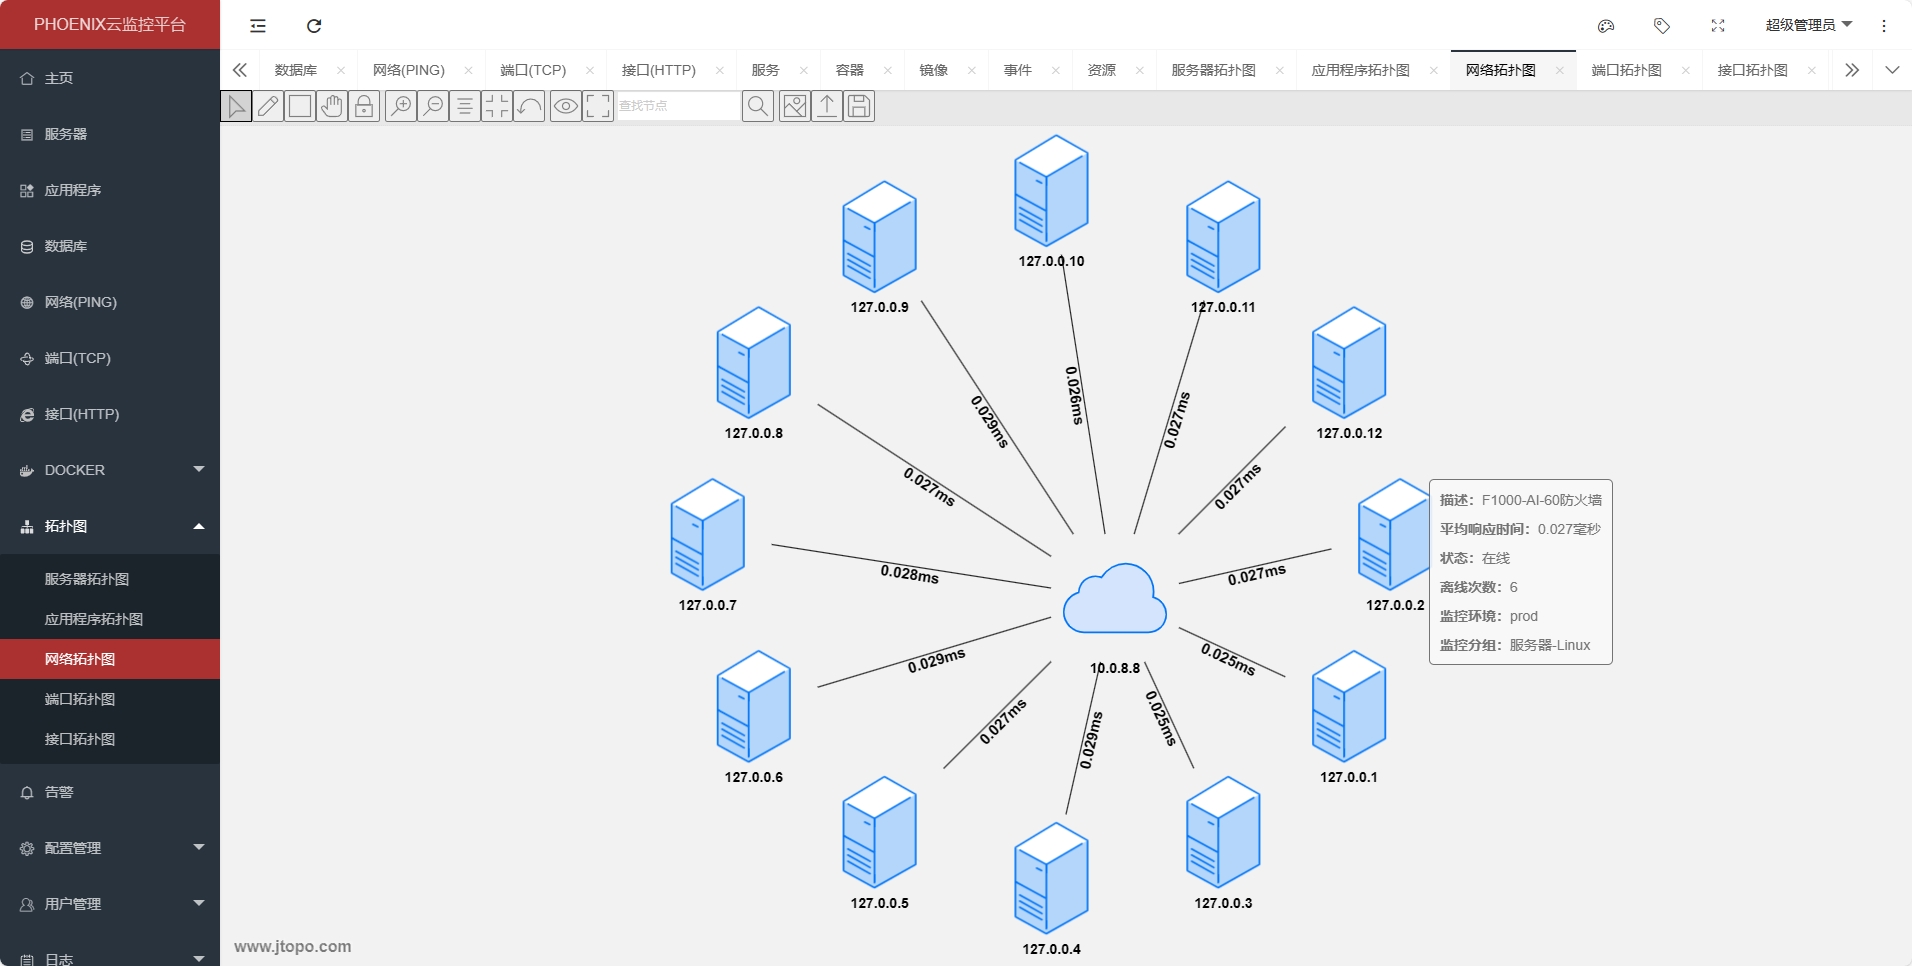 PHOENIX云监控平台
超级管理员
主页
服务器
应用程序
数据库
网络(PING)
端口(TCP)
接口(HTTP)
DOCKER
拓扑图
服务器拓扑图
应用程序拓扑图
网络拓扑图
端口拓扑图
接口拓扑图
告警
配置管理
用户管理
日志
数据库 网络(PING) 端口(TCP) 接口(HTTP) 服务 容器 镜像 事件 资源 服务器拓扑图 应用程序拓扑图 网络拓扑图 端口拓扑图 接口拓扑图
查找节点
127.0.0.10
127.0.0.9
127.0.0.11
127.0.0.8
127.0.0.12
127.0.0.7
127.0.0.2
127.0.0.6
127.0.0.1
127.0.0.5
127.0.0.3
127.0.0.4
10.0.8.8
0.026ms
0.029ms
0.027ms
0.027ms
0.027ms
0.028ms
0.027ms
0.029ms
0.025ms
0.027ms
0.029ms
0.025ms
描述：F1000-AI-60防火墙
平均响应时间：0.027毫秒
状态：在线
离线次数：6
监控环境：prod
监控分组：服务器-Linux
www.jtopo.com